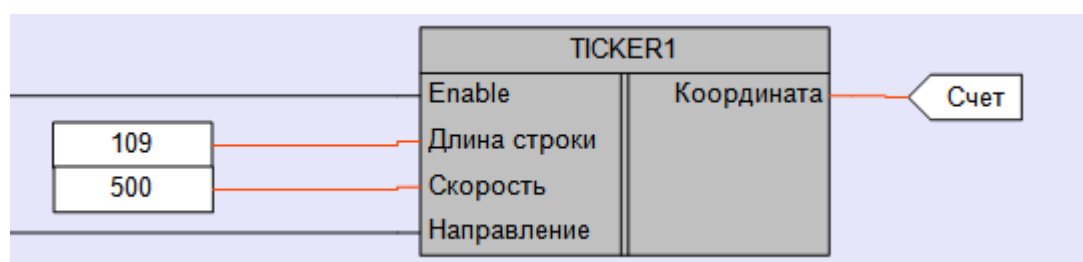 TICKER1
Enable
Координата
Счет
109
Длина строки
500
Скорость
Направление